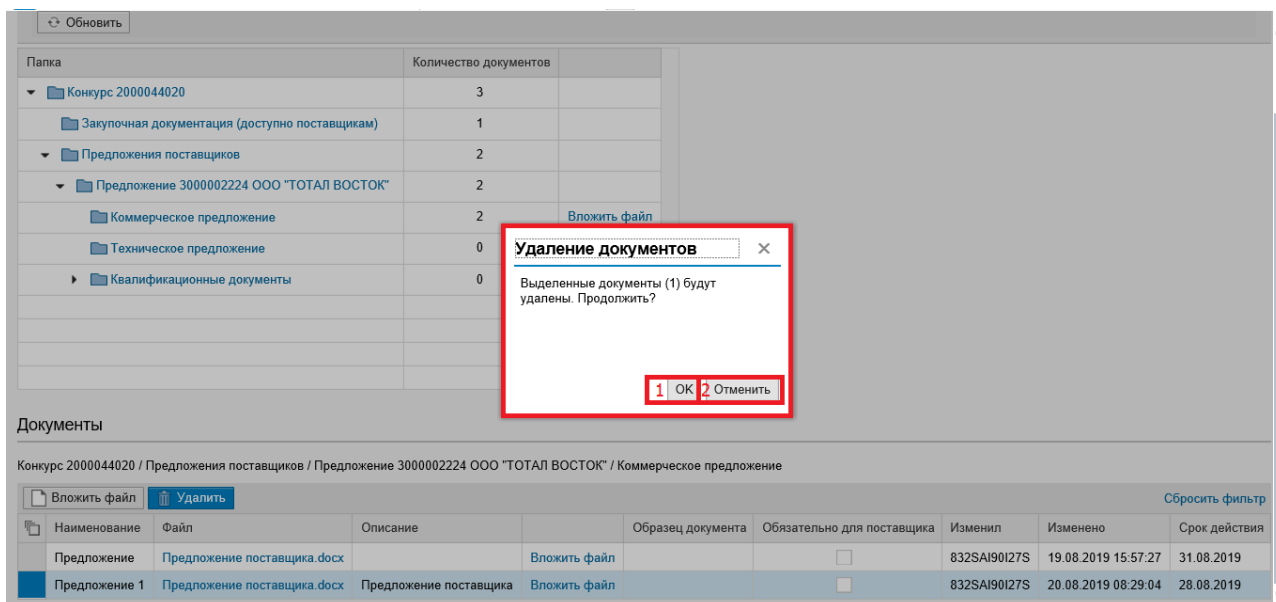 Обновить
Папка Количество документов
Конкурс 2000044020 3
Закупочная документация (доступно поставщикам) 1
Предложения поставщиков 2
Предложение 3000002224 ООО "ТОТАЛ ВОСТОК" 2
Коммерческое предложение 2 Вложить файл
Техническое предложение 0
Квалификационные документы 0
Удаление документов
Выделенные документы (1) будут
удалены. Продолжить?
1 OK 2 Отменить
Документы
Конкурс 2000044020 / Предложения поставщиков / Предложение 3000002224 ООО "ТОТАЛ ВОСТОК" / Коммерческое предложение
Вложить файл Удалить Сбросить фильтр
Наименование Файл Описание Образец документа Обязательно для поставщика Изменил Изменено Срок действия
Предложение Предложение поставщика.docx Вложить файл 832SAI90I27S 19.08.2019 15:57:27 31.08.2019
Предложение 1 Предложение поставщика.docx Предложение поставщика Вложить файл 832SAI90I27S 20.08.2019 08:29:04 28.08.2019